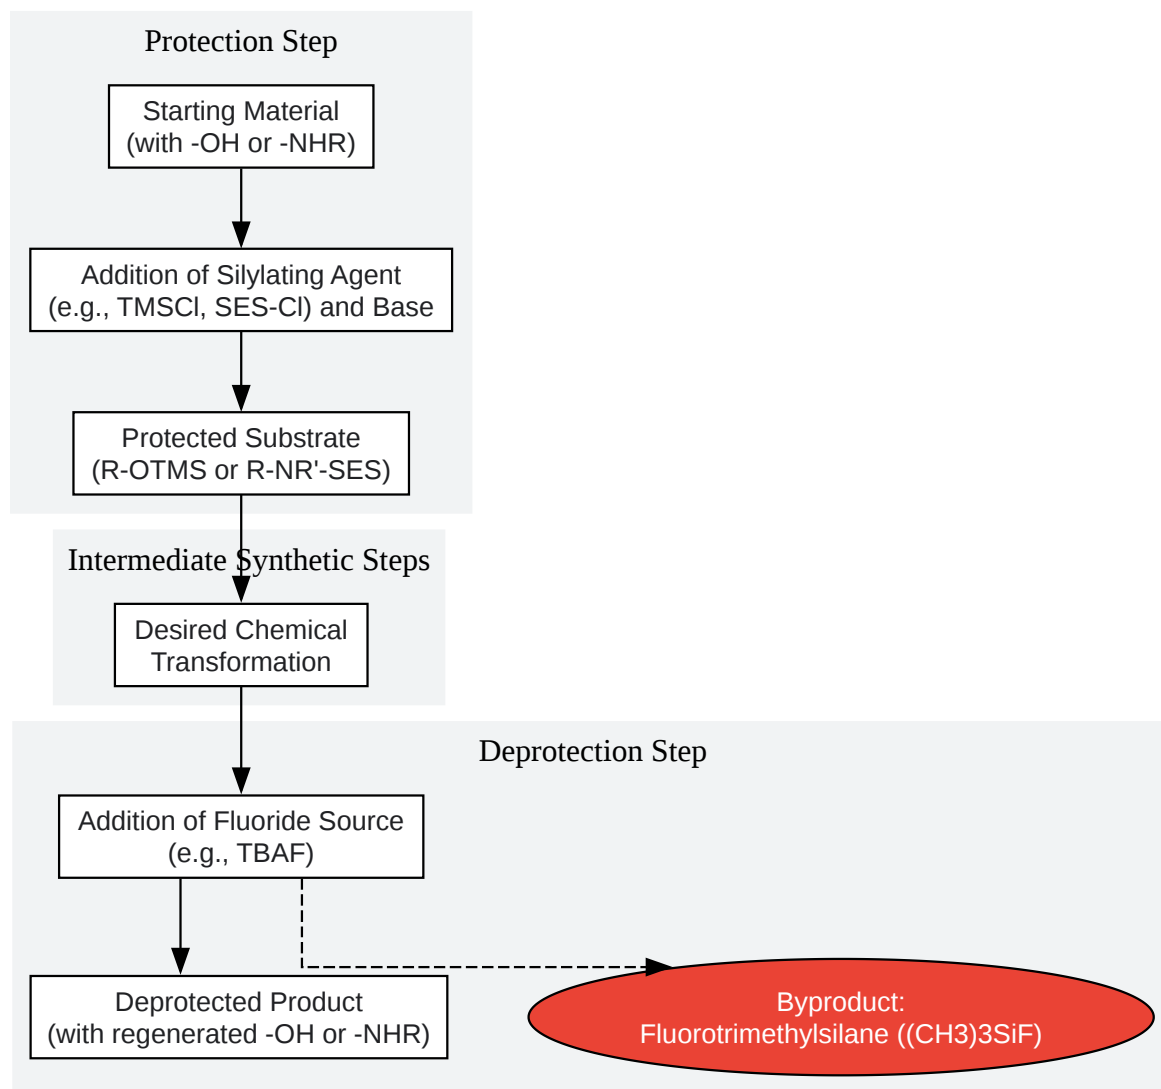 Protection Step
Starting Material
(with -OH or -NHR)
Addition of Silylating Agent
(e.g., TMSCl, SES-Cl) and Base
Protected Substrate
(R-OTMS or R-NR'-SES)
Intermediate Synthetic Steps
Desired Chemical
Transformation
Deprotection Step
Addition of Fluoride Source
(e.g., TBAF)
Deprotected Product
(with regenerated -OH or -NHR)
Byproduct:
Fluorotrimethylsilane ((CH3)3SiF)